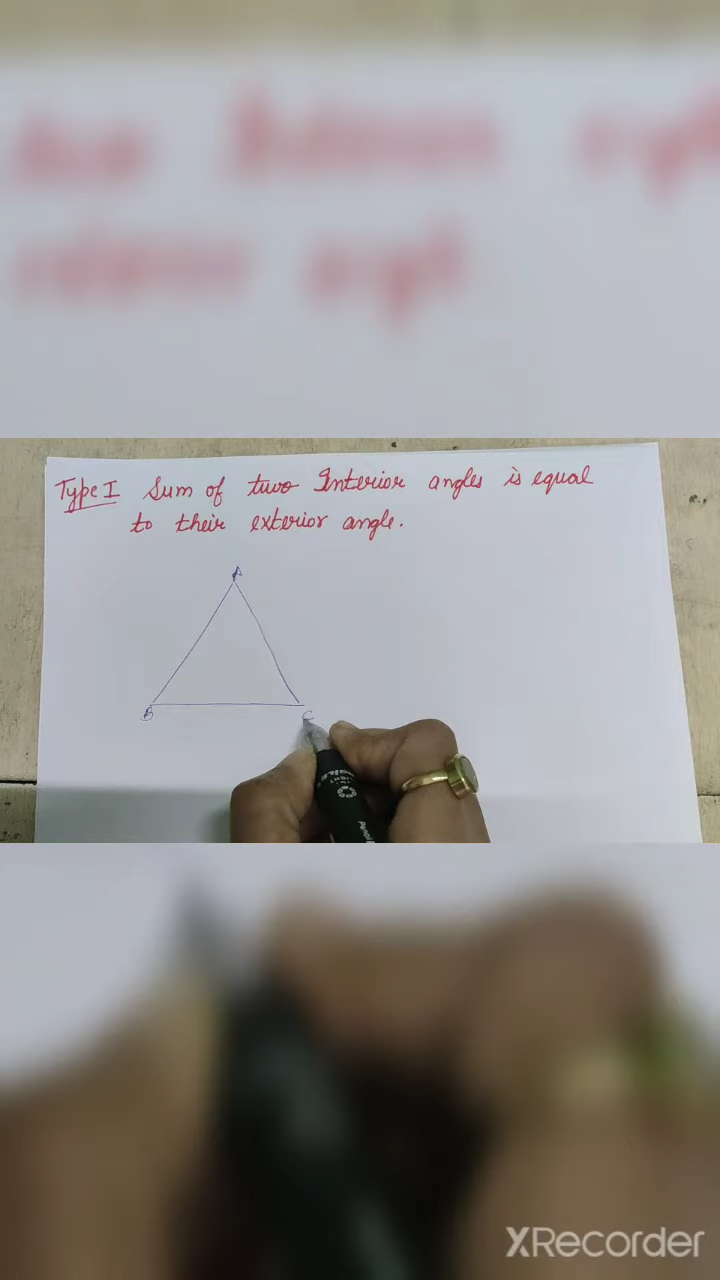 Type I Sum of two Interior angles is equal
to their exterior angle.
A
B
C
XRecorder